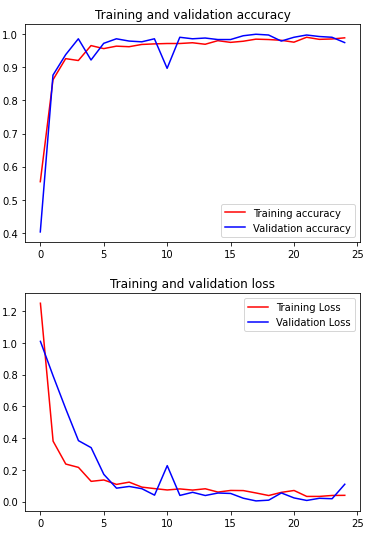 Training and validation accuracy
1.0
0.9
0.8
0.7
0.6
0.5
0.4
Training accuracy
Validation accuracy
0 5 10 15 20 25
Training and validation loss
Training Loss
Validation Loss
1.2
1.0
0.8
0.6
0.4
0.2
0.0
0 5 10 15 20 25